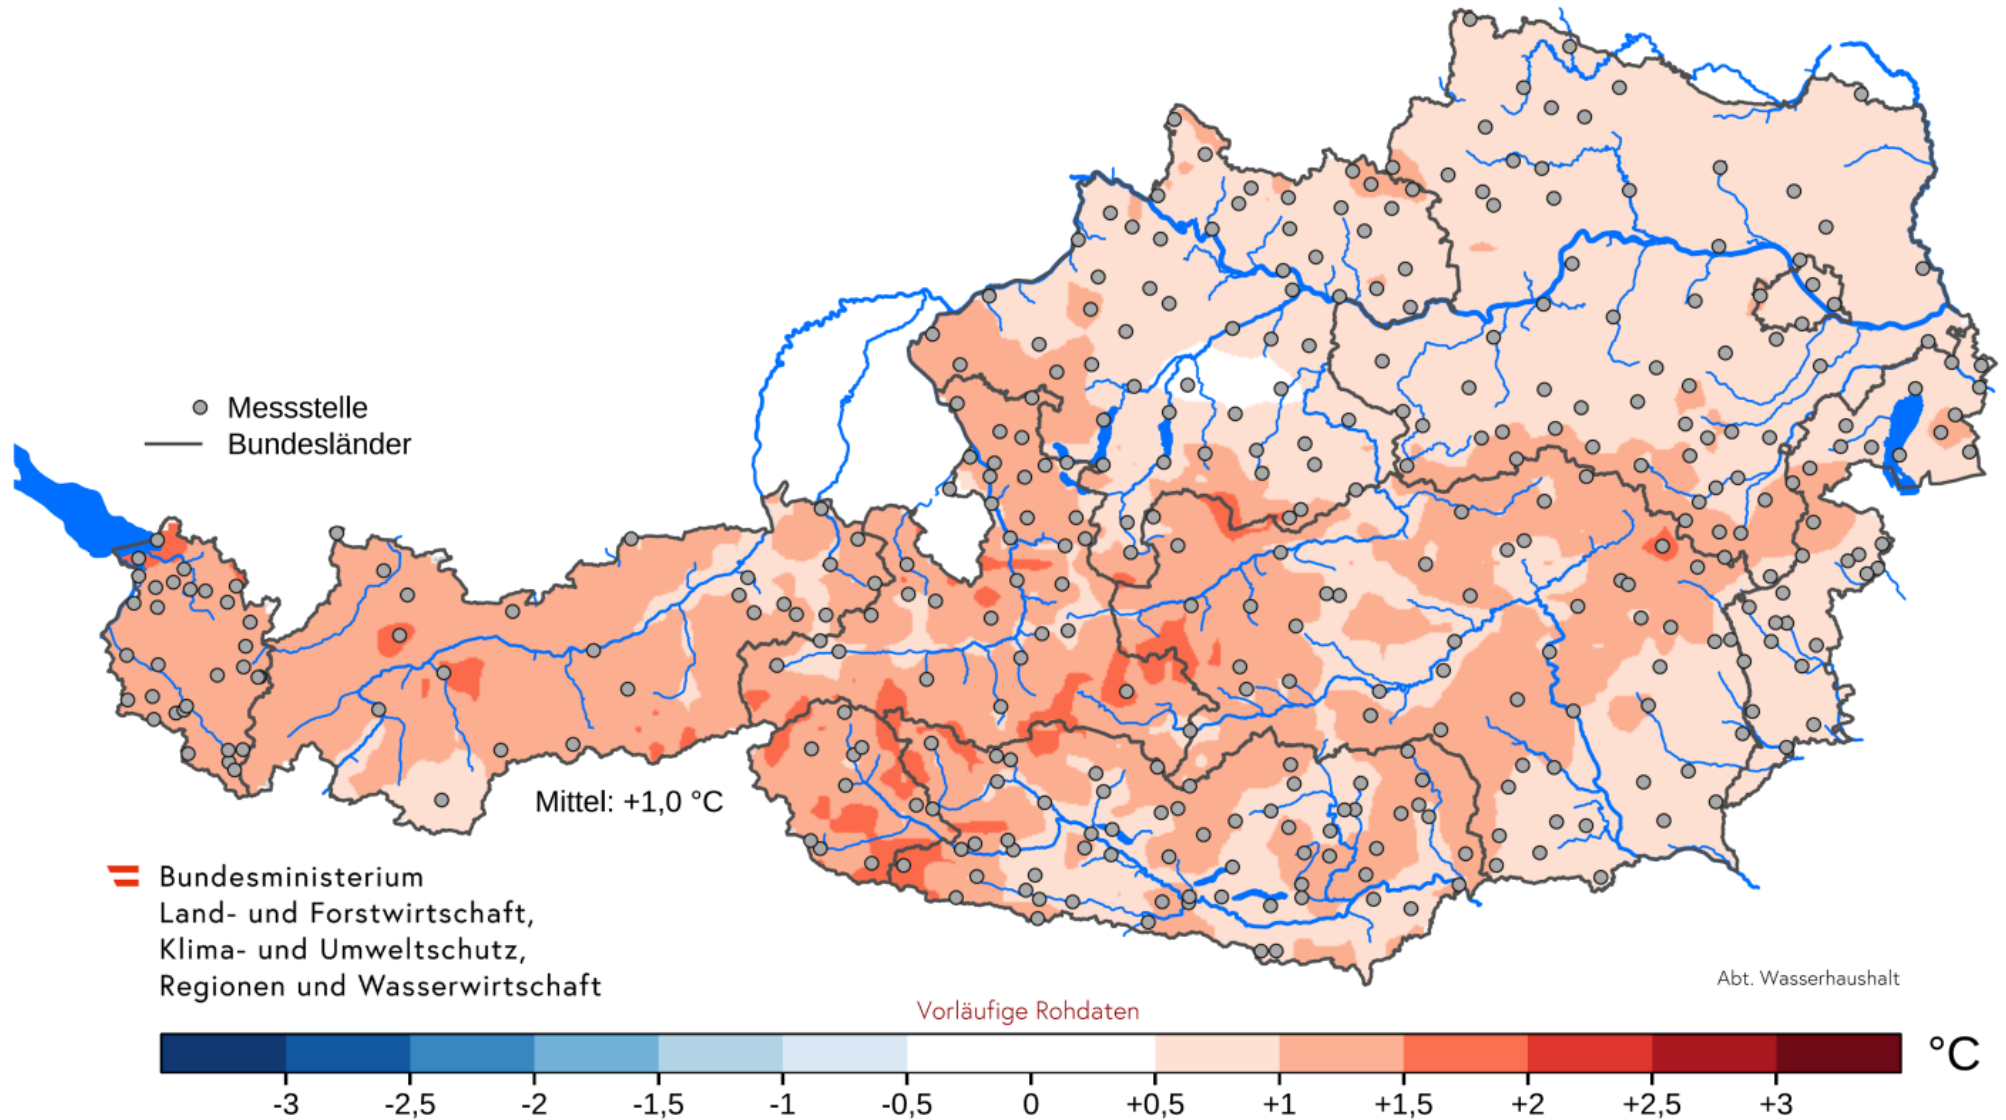 Messstelle
Bundesländer
Mittel: +1,0 °C
Bundesministerium
Land- und Forstwirtschaft,
Klima- und Umweltschutz,
Regionen und Wasserwirtschaft
Abt. Wasserhaushalt
Vorläufige Rohdaten
°C
-3 -2,5 -2 -1,5 -1 -0,5 0 +0,5 +1 +1,5 +2 +2,5 +3